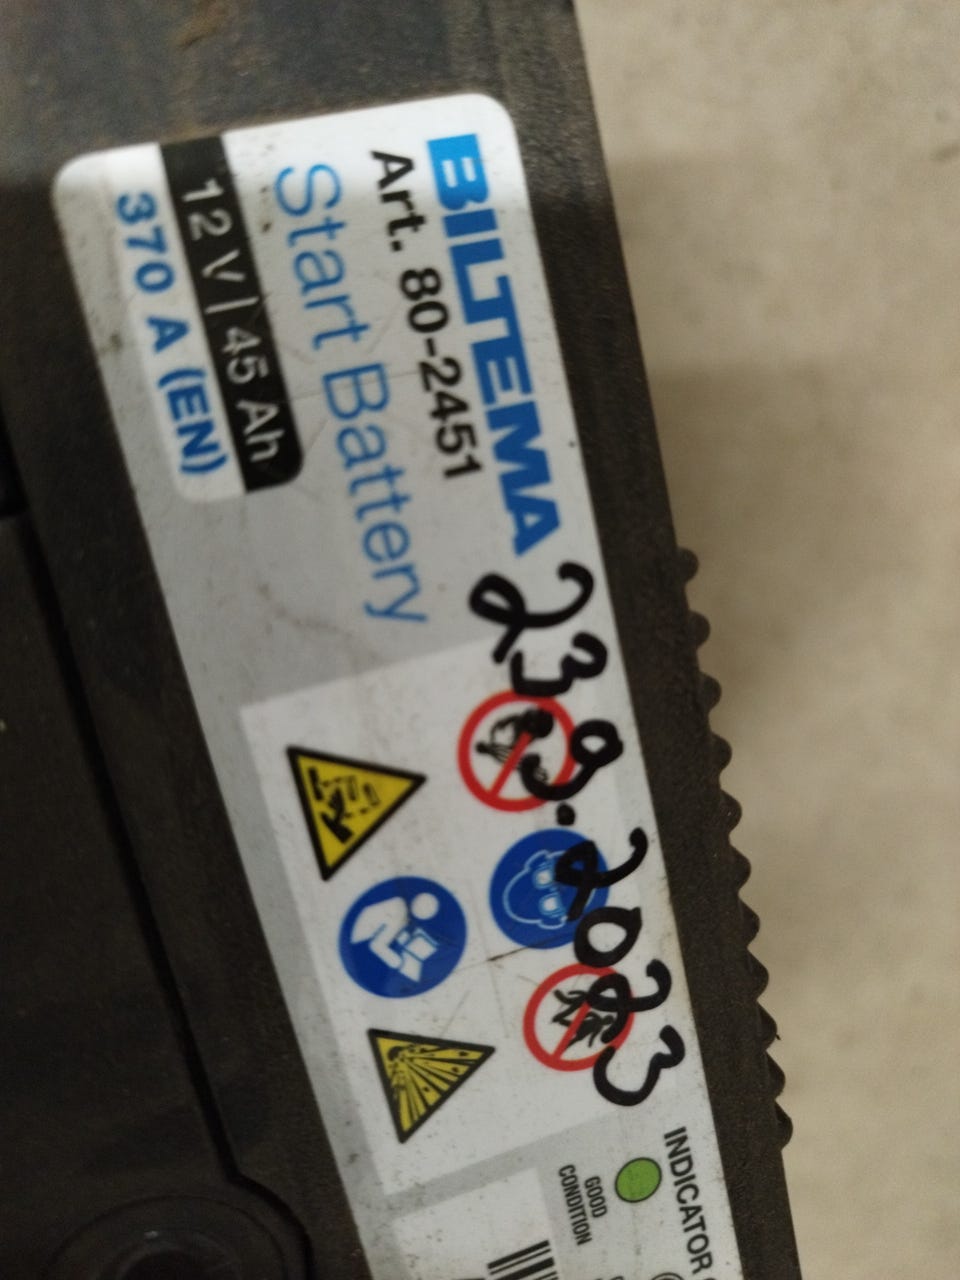 BILTEMA
Art. 80-2451
Start Battery
12 V | 45 Ah
370 A (EN)
23.9.2023
INDICATOR
GOOD
CONDITION